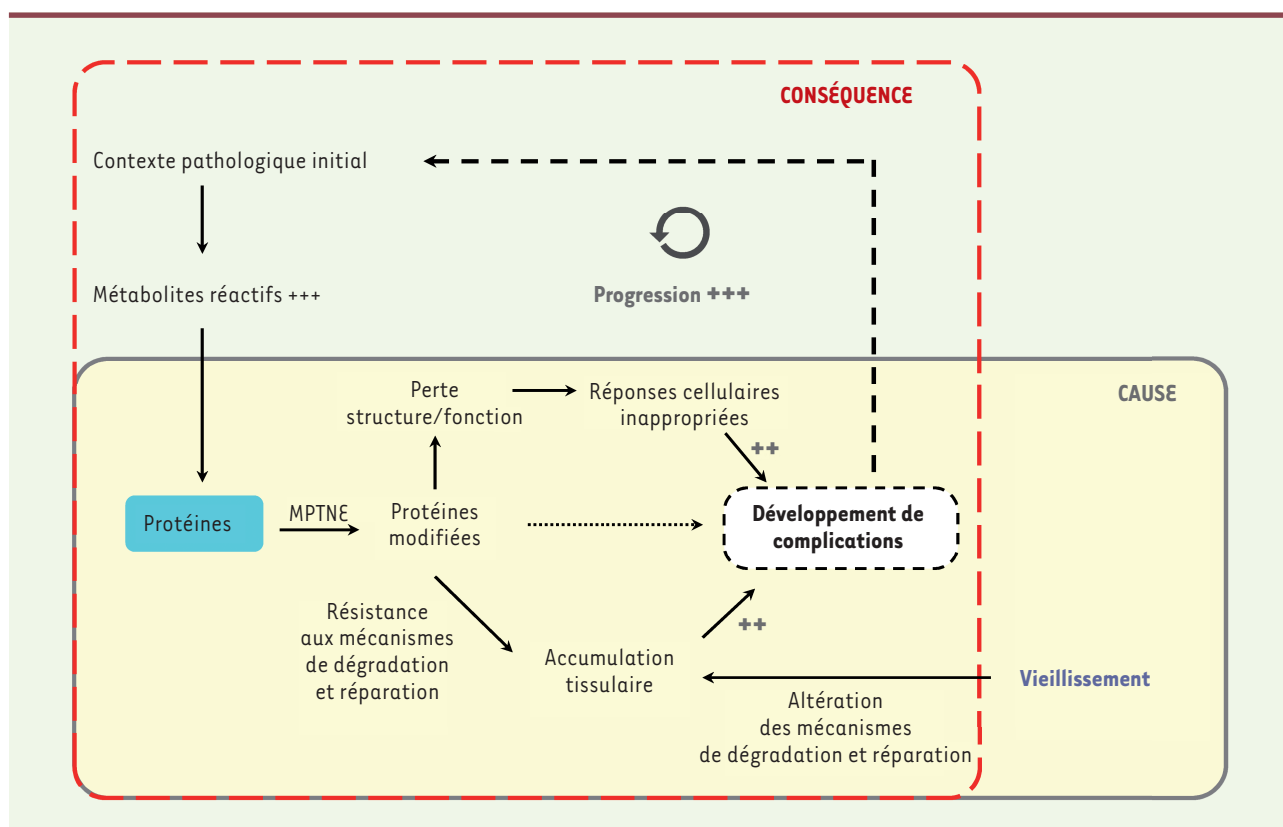 CONSÉQUENCE
Contexte pathologique initial
Métabolites réactifs +++
Progression +++
CAUSE
Perte
structure/fonction
Réponses cellulaires
inappropriées
++
Protéines
MPTNE
Protéines
modifiées
Développement de
complications
Résistance
aux mécanismes
de dégradation
et réparation
++
Accumulation
tissulaire
Vieillissement
Altération
des mécanismes
de dégradation et réparation